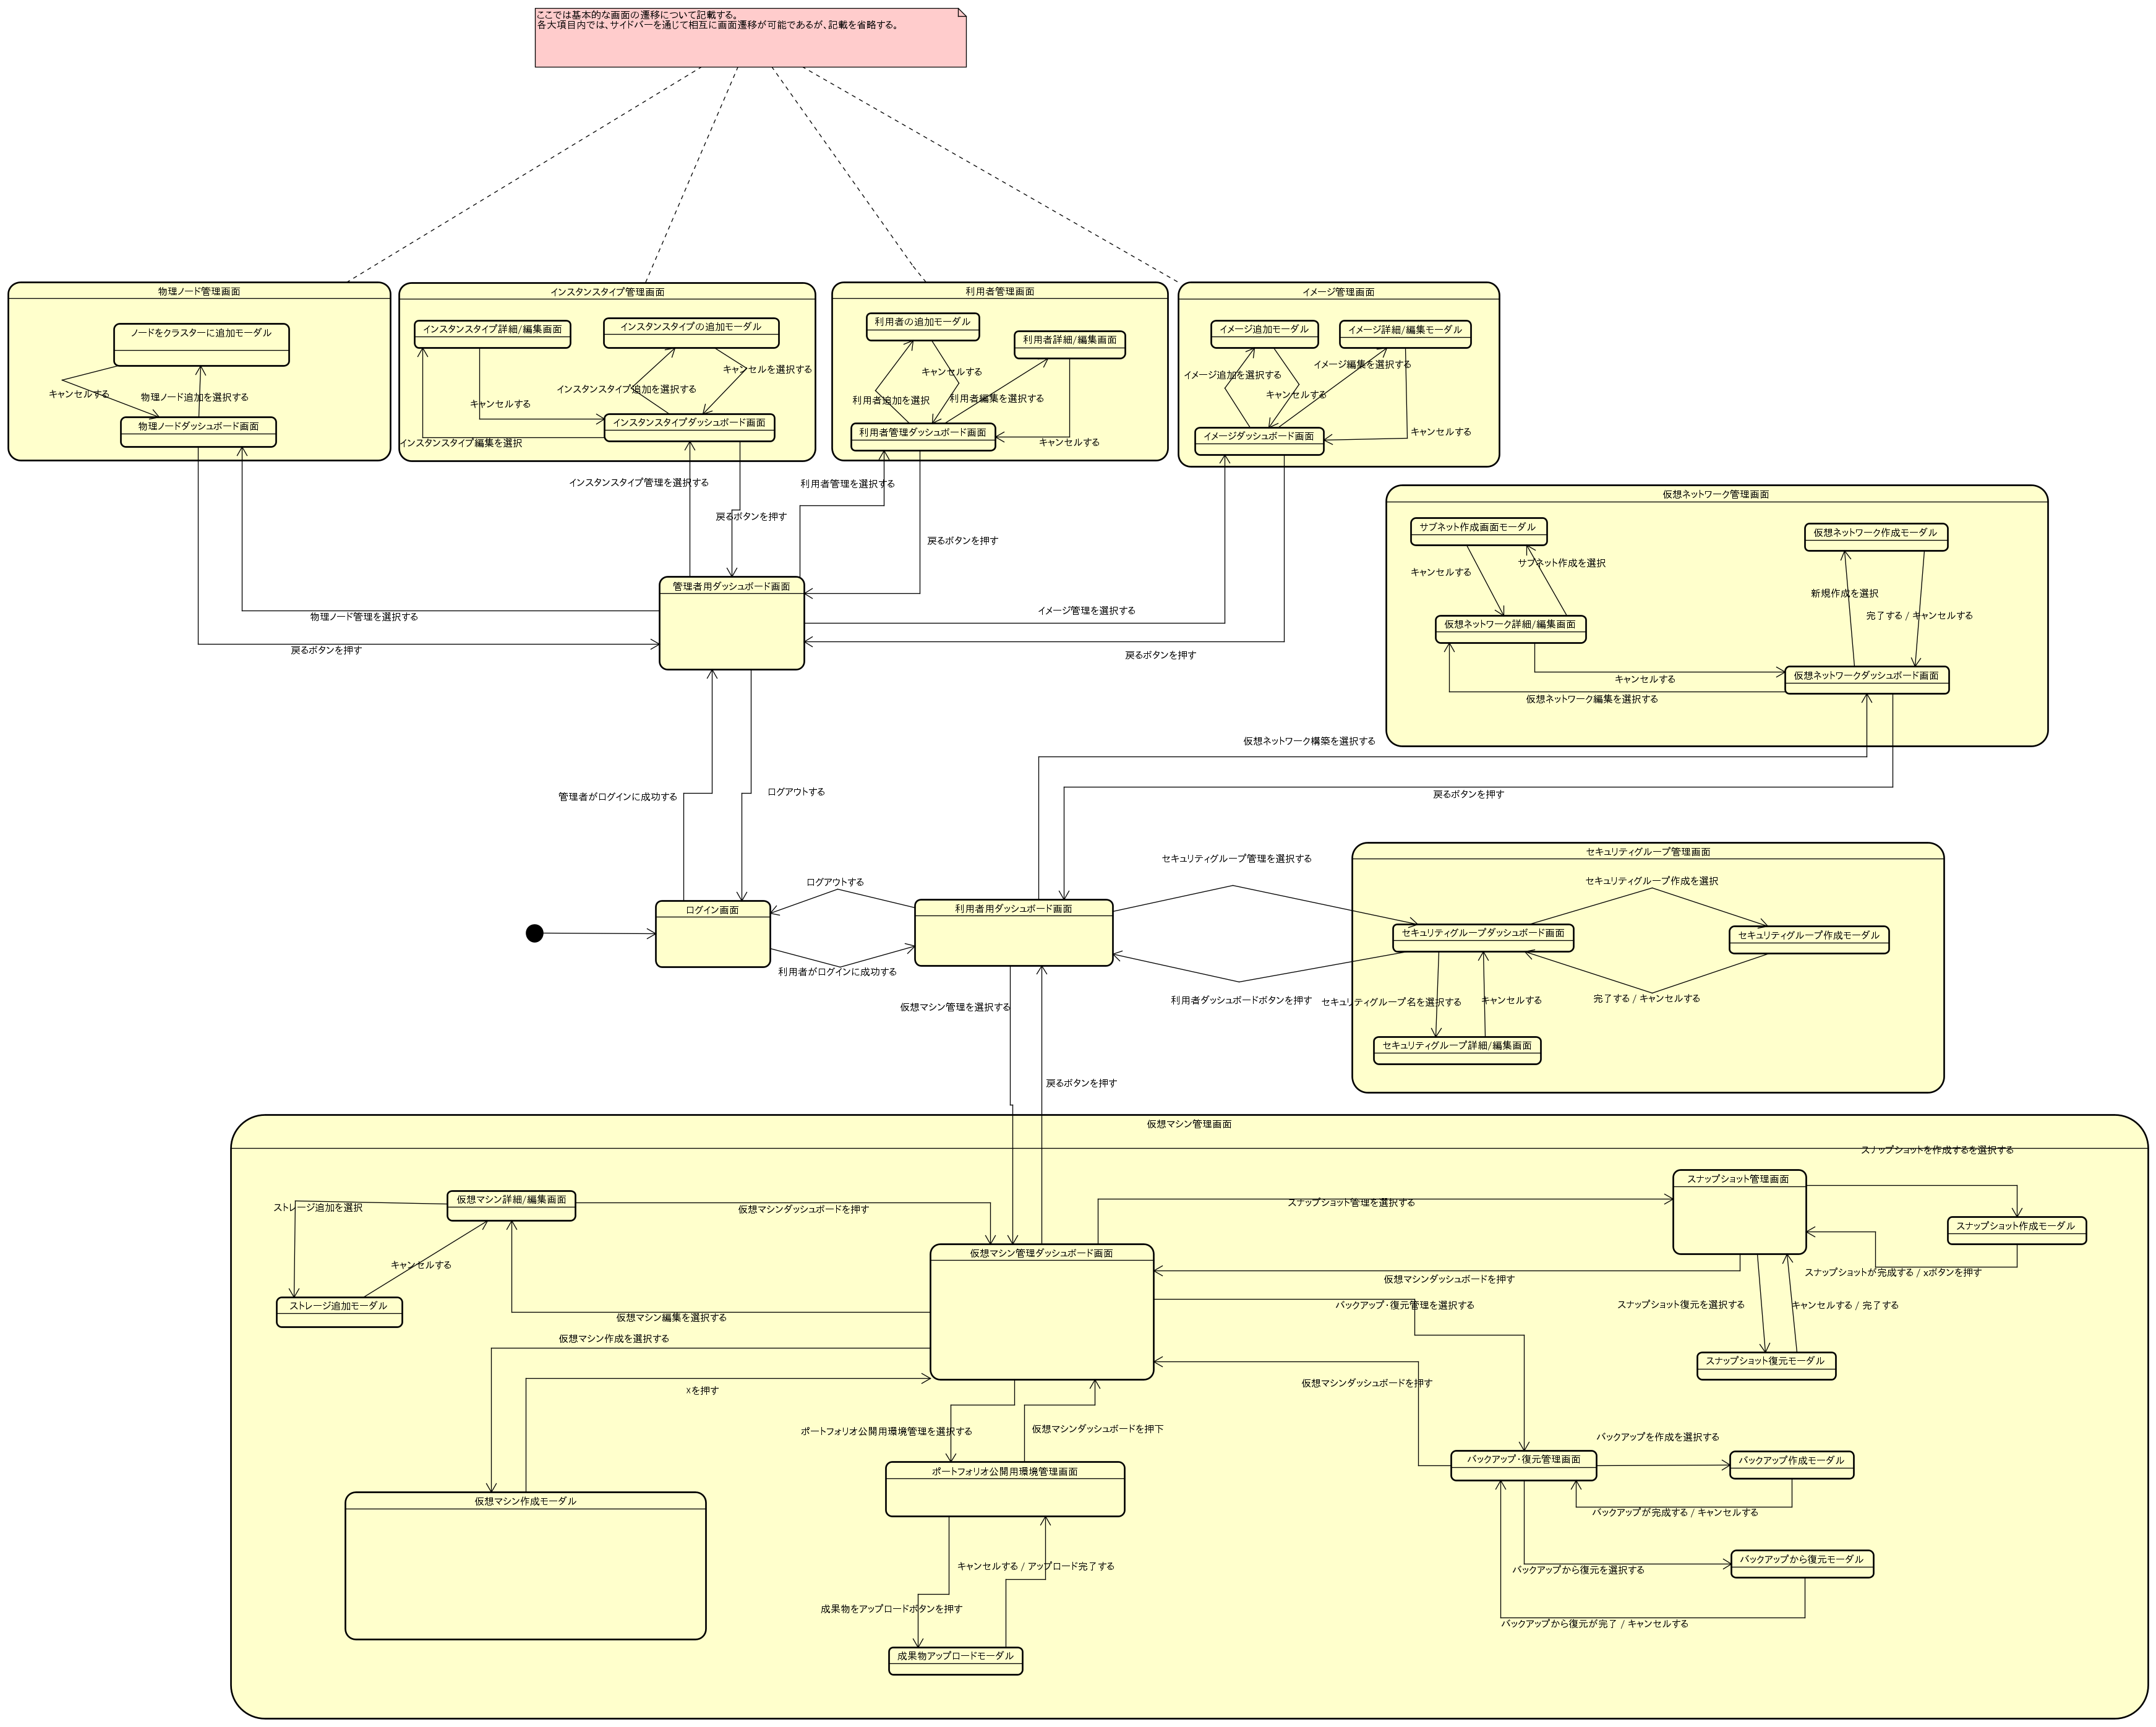 ここでは基本的な画面の遷移について記載する。
各大項目内では、サイドバーを通じて相互に画面遷移が可能であるが、記載を省略する。
物理ノード管理画面
ノードをクラスターに追加モーダル
キャンセルする
物理ノード追加を選択する
物理ノードダッシュボード画面
インスタンスタイプ管理画面
インスタンスタイプ詳細/編集画面
インスタンスタイプの追加モーダル
キャンセルを選択する
インスタンスタイプ追加を選択する
キャンセルする
インスタンスタイプダッシュボード画面
インスタンスタイプ編集を選択
利用者管理画面
利用者の追加モーダル
利用者詳細/編集画面
キャンセルする
利用者追加を選択
利用者編集を選択する
利用者管理ダッシュボード画面
キャンセルする
イメージ管理画面
イメージ追加モーダル
イメージ詳細/編集モーダル
イメージ編集を選択する
イメージ追加を選択する
キャンセルする
イメージダッシュボード画面
キャンセルする
インスタンスタイプ管理を選択する
利用者管理を選択する
戻るボタンを押す
戻るボタンを押す
管理者用ダッシュボード画面
物理ノード管理を選択する
イメージ管理を選択する
戻るボタンを押す
戻るボタンを押す
仮想ネットワーク管理画面
サブネット作成画面モーダル
仮想ネットワーク作成モーダル
キャンセルする
サブネット作成を選択
新規作成を選択
完了する / キャンセルする
仮想ネットワーク詳細/編集画面
仮想ネットワークダッシュボード画面
キャンセルする
仮想ネットワーク編集を選択する
仮想ネットワーク構築を選択する
戻るボタンを押す
管理者がログインに成功する
ログアウトする
ログアウトする
ログイン画面
利用者用ダッシュボード画面
利用者がログインに成功する
セキュリティグループ管理を選択する
利用者ダッシュボードボタンを押す
セキュリティグループ管理画面
セキュリティグループ作成を選択
セキュリティグループダッシュボード画面
セキュリティグループ作成モーダル
セキュリティグループ名を選択する
キャンセルする
完了する / キャンセルする
セキュリティグループ詳細/編集画面
仮想マシン管理を選択する
戻るボタンを押す
仮想マシン管理画面
スナップショットを作成するを選択する
スナップショット管理画面
仮想マシン詳細/編集画面
ストレージ追加を選択
仮想マシンダッシュボードを押す
スナップショット管理を選択する
スナップショット作成モーダル
仮想マシン管理ダッシュボード画面
キャンセルする
スナップショットが完成する / xボタンを押す
仮想マシンダッシュボードを押す
ストレージ追加モーダル
バックアップ・復元管理を選択する
スナップショット復元を選択する
キャンセルする / 完了する
仮想マシン編集を選択する
仮想マシン作成を選択する
スナップショット復元モーダル
仮想マシンダッシュボードを押す
xを押す
ポートフォリオ公開用環境管理を選択する
仮想マシンダッシュボードを押下
バックアップを作成を選択する
バックアップ・復元管理画面
バックアップ作成モーダル
ポートフォリオ公開用環境管理画面
仮想マシン作成モーダル
バックアップが完成する / キャンセルする
バックアップから復元モーダル
キャンセルする / アップロード完了する
バックアップから復元を選択する
成果物をアップロードボタンを押す
バックアップから復元が完了 / キャンセルする
成果物アップロードモーダル